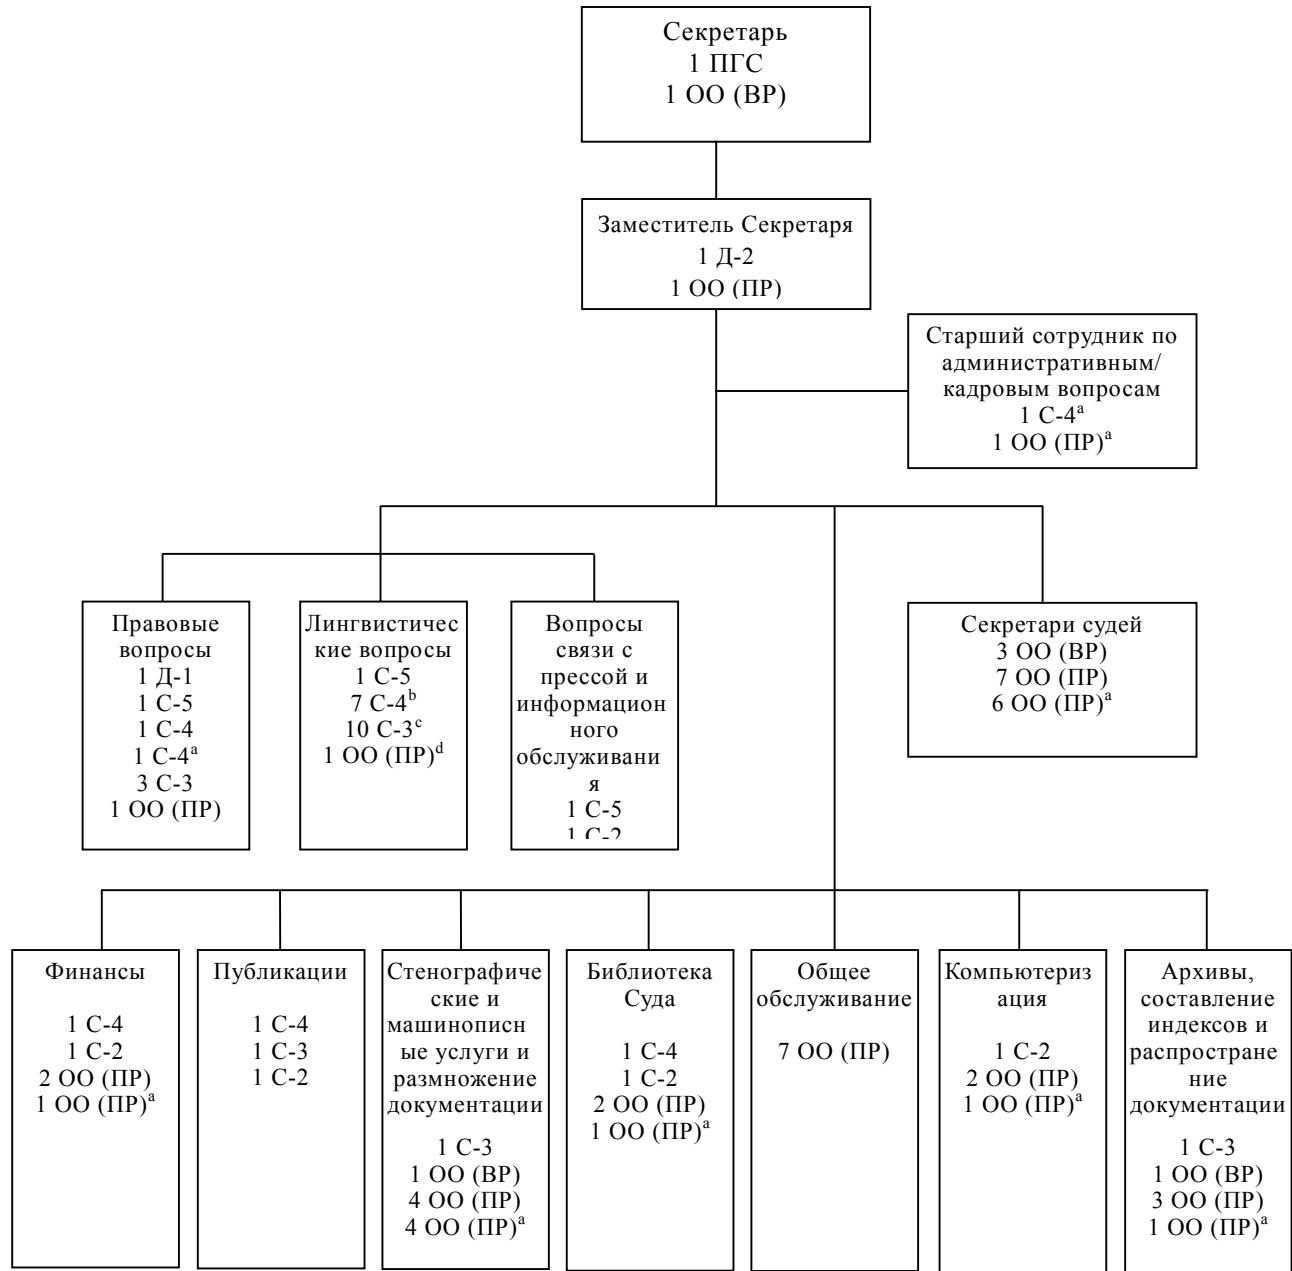 Секретарь
1 ПГС
1 ОО (ВР)
Заместитель Секретаря
1 Д-2
1 ОО (ПР)
Старший сотрудник по
административным/
кадровым вопросам
1 С-4ᵃ
1 ОО (ПР)ᵃ
Правовые
вопросы
1 Д-1
1 С-5
1 С-4
1 С-4ᵃ
3 С-3
1 ОО (ПР)
Лингвистичес
кие вопросы
1 С-5
7 С-4ᵇ
10 С-3ᶜ
1 ОО (ПР)ᵈ
Вопросы
связи с
прессой и
информацион
ного
обслуживани
я
1 С-5
1 С-2
Секретари судей
3 ОО (ВР)
7 ОО (ПР)
6 ОО (ПР)ᵃ
Финансы
1 С-4
1 С-2
2 ОО (ПР)
1 ОО (ПР)ᵃ
Публикации
1 С-4
1 С-3
1 С-2
Стенографиче
ские и
машинописн
ые услуги и
размножение
документации
1 С-3
1 ОО (ВР)
4 ОО (ПР)
4 ОО (ПР)ᵃ
Библиотека
Суда
1 С-4
1 С-2
2 ОО (ПР)
1 ОО (ПР)ᵃ
Общее
обслуживание
7 ОО (ПР)
Компьютериз
ация
1 С-2
2 ОО (ПР)
1 ОО (ПР)ᵃ
Архивы,
составление
индексов и
распростране
ние
документации
1 С-3
1 ОО (ВР)
3 ОО (ПР)
1 ОО (ПР)ᵃ